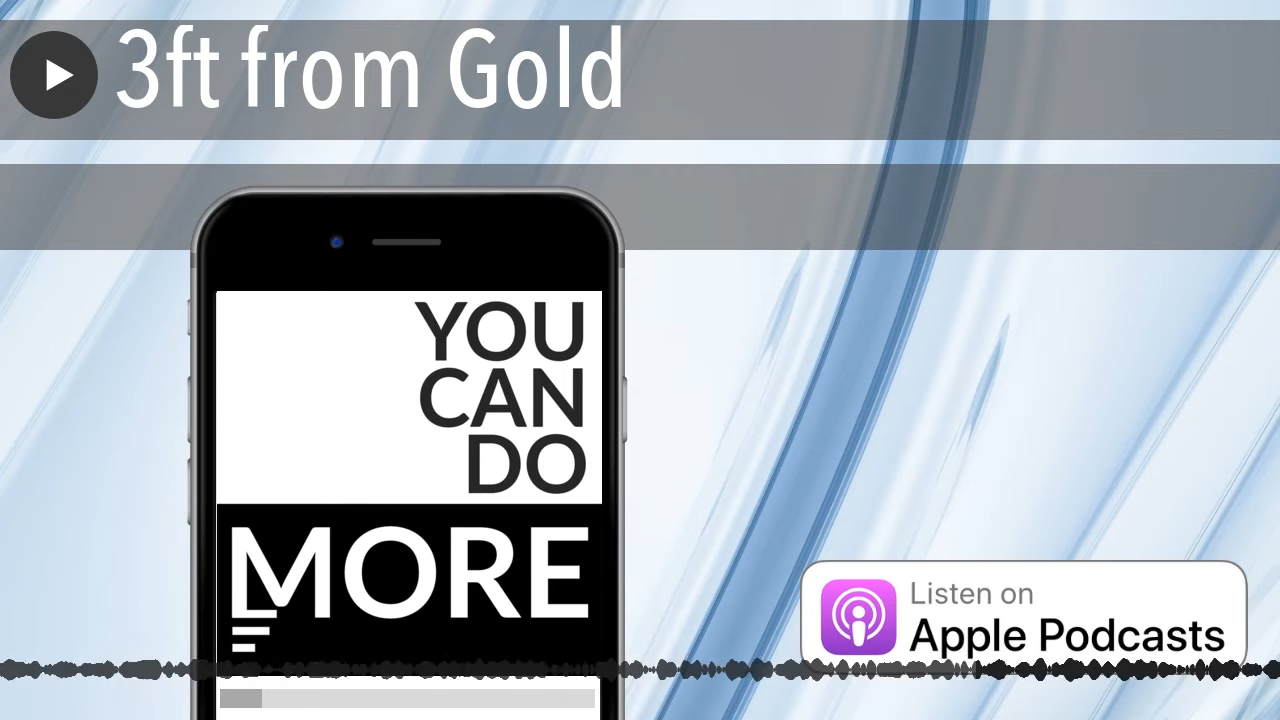 3ft from Gold
YOU
CAN
DO
MORE
Listen on
Apple Podcasts